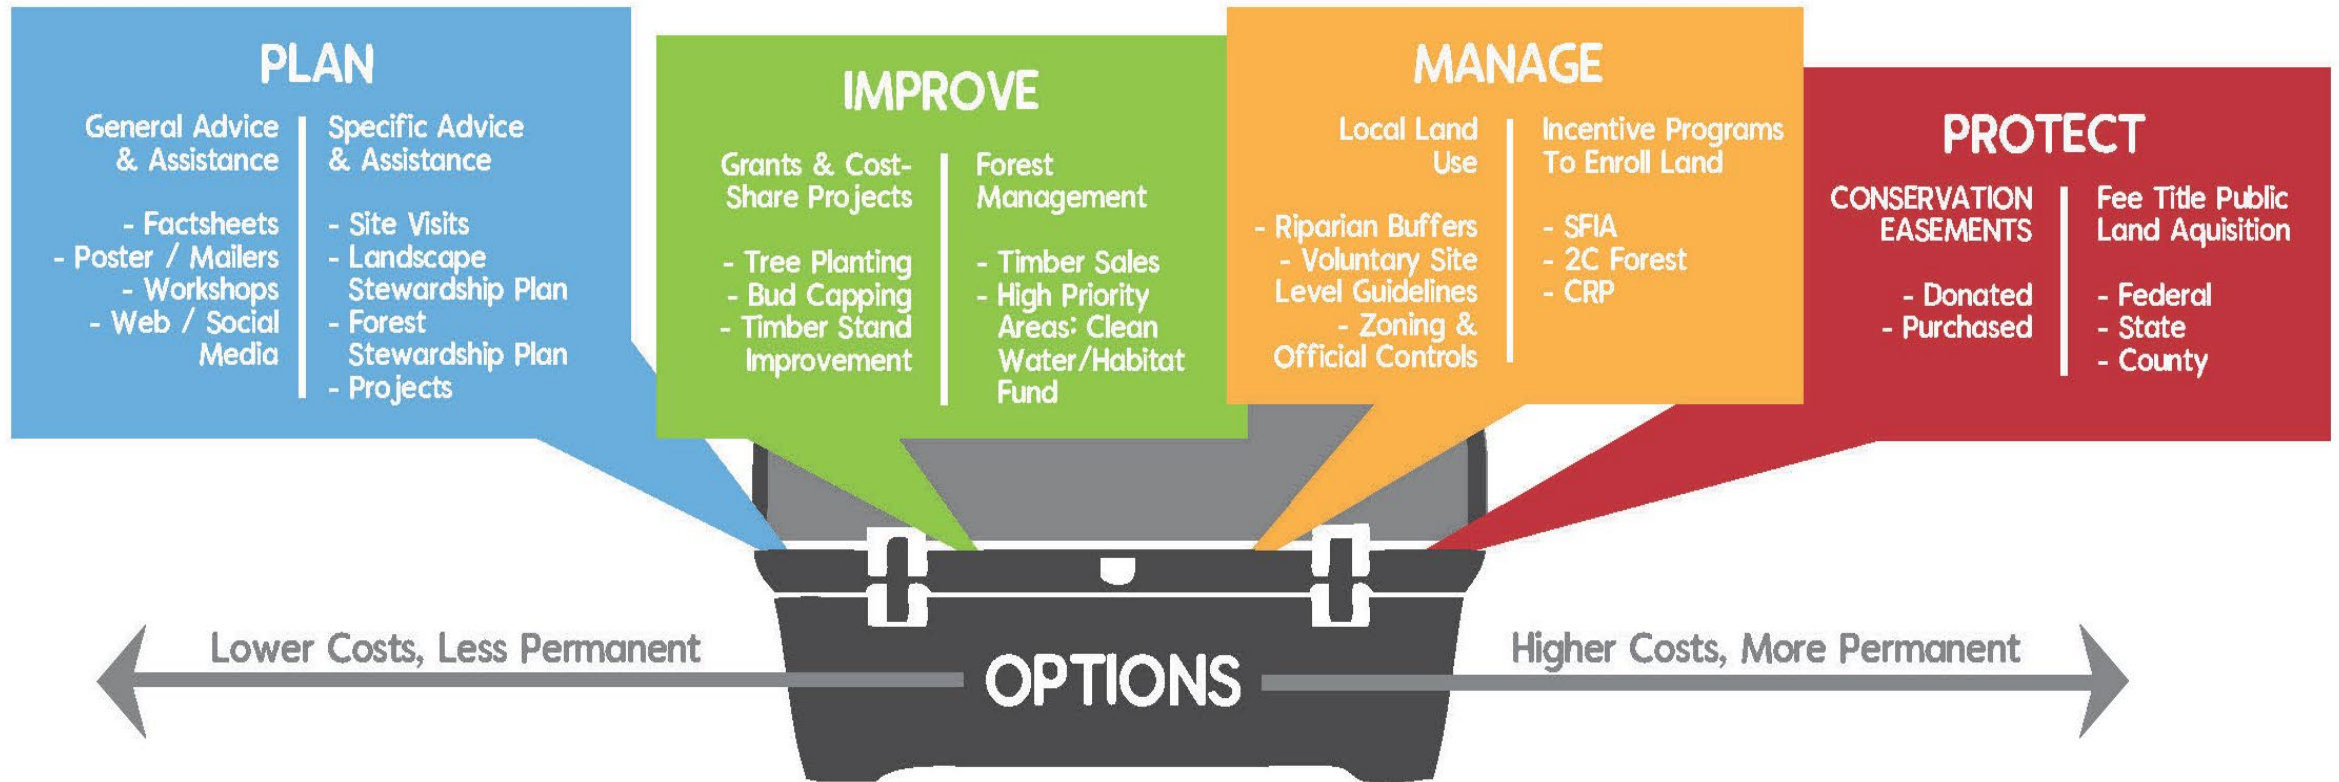 PLAN
General Advice
& Assistance
- Factsheets
- Poster / Mailers
- Workshops
- Web / Social
Media
Specific Advice
& Assistance
- Site Visits
- Landscape
Stewardship Plan
- Forest
Stewardship Plan
- Projects
IMPROVE
Grants & Cost-
Share Projects
- Tree Planting
- Bud Capping
- Timber Stand
Improvement
Forest
Management
- Timber Sales
- High Priority
Areas: Clean
Water/Habitat
Fund
MANAGE
Local Land
Use
- Riparian Buffers
- Voluntary Site
Level Guidelines
- Zoning &
Official Controls
Incentive Programs
To Enroll Land
- SFIA
- 2C Forest
- CRP
PROTECT
CONSERVATION
EASEMENTS
- Donated
- Purchased
Fee Title Public
Land Aquisition
- Federal
- State
- County
Lower Costs, Less Permanent
OPTIONS
Higher Costs, More Permanent